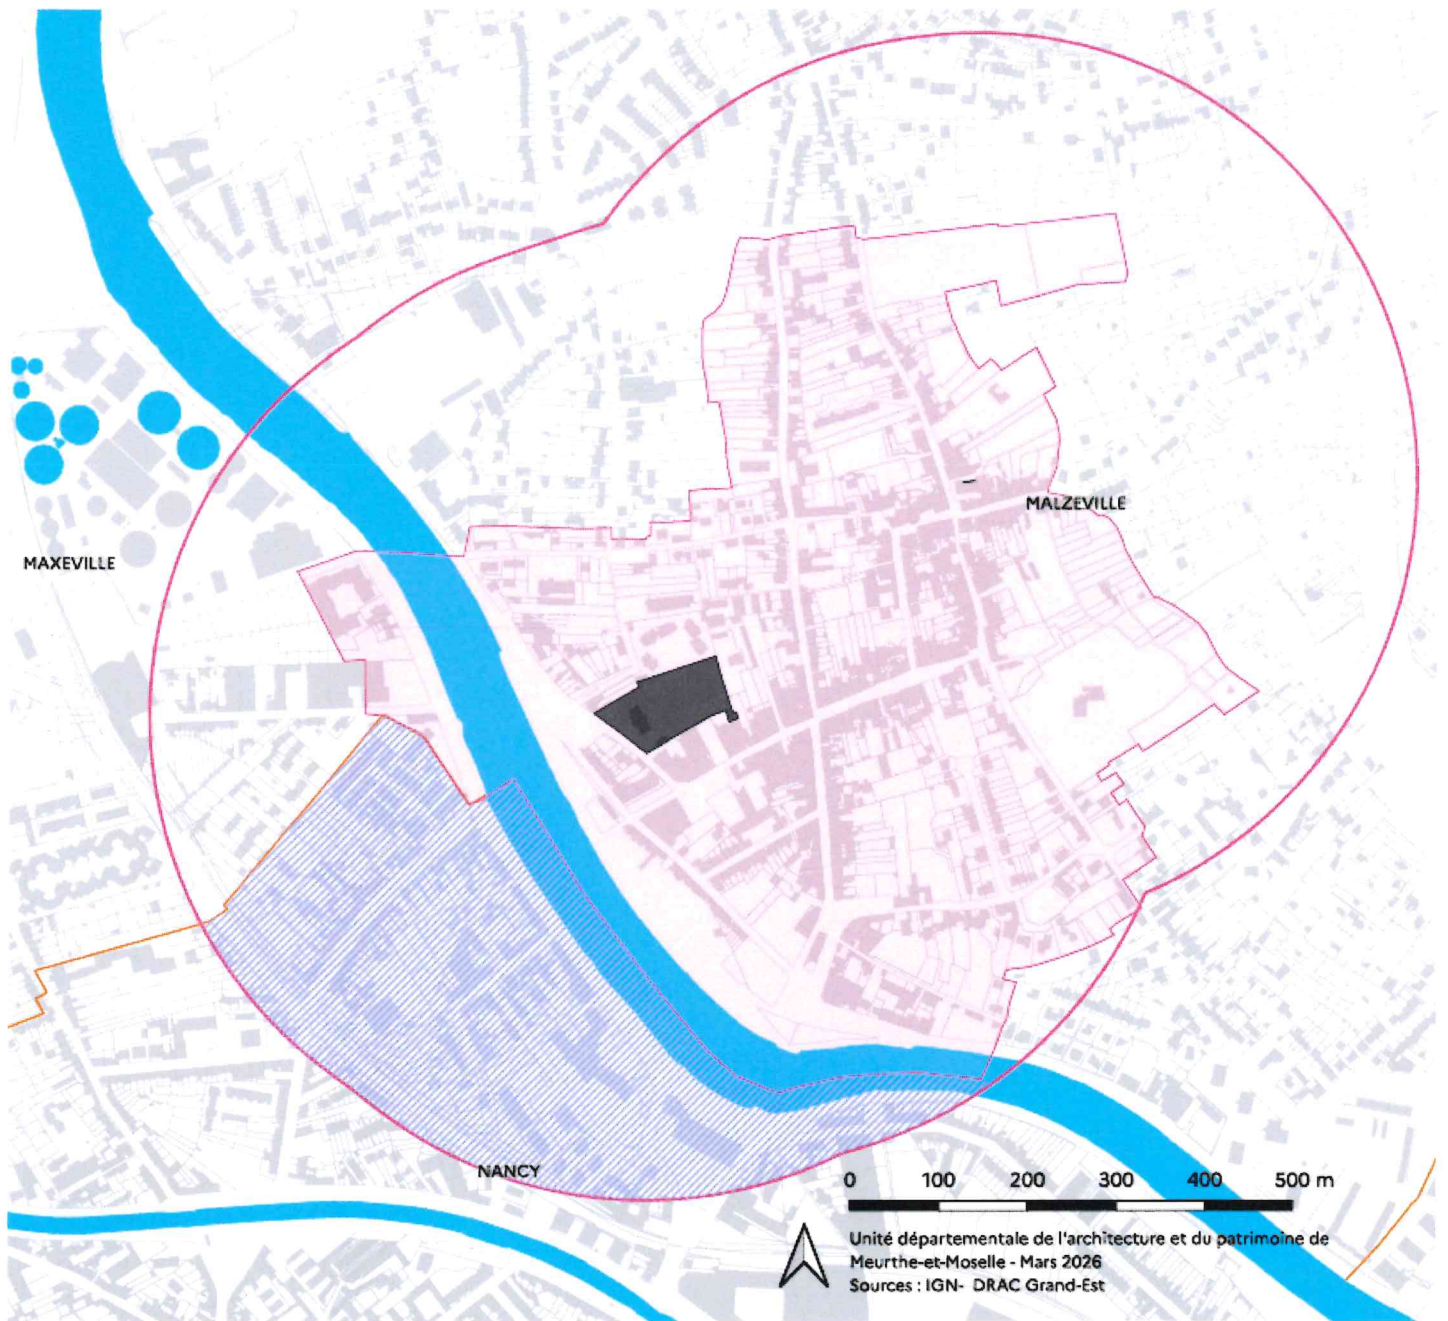 MALZEVILLE
MAXEVILLE
NANCY
0 100 200 300 400 500 m
Unité départementale de l'architecture et du patrimoine de
Meurthe-et-Moselle - Mars 2026
Sources : IGN- DRAC Grand-Est